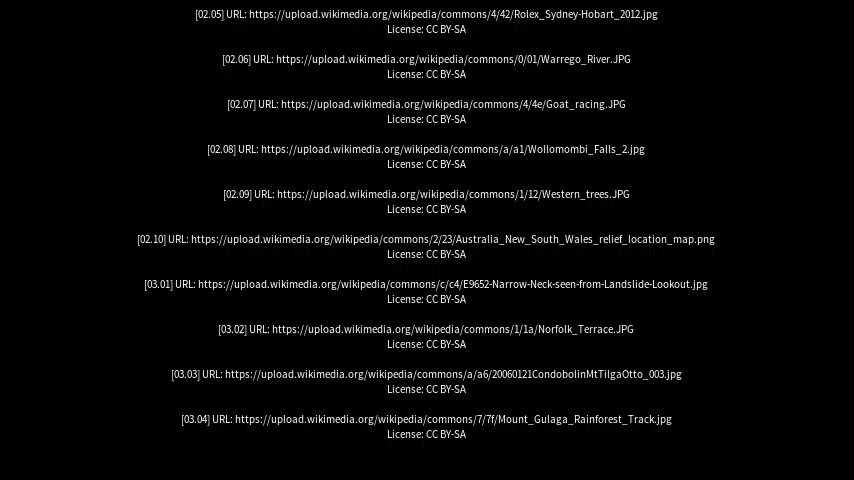 [02.05] URL: https://upload.wikimedia.org/wikipedia/commons/4/42/Rolex_Sydney-Hobart_2012.jpg
License: CC BY-SA
[02.06] URL: https://upload.wikimedia.org/wikipedia/commons/0/01/Warrego_River.JPG
License: CC BY-SA
[02.07] URL: https://upload.wikimedia.org/wikipedia/commons/4/4e/Goat_racing.JPG
License: CC BY-SA
[02.08] URL: https://upload.wikimedia.org/wikipedia/commons/a/a1/Wollomombi_Falls_2.jpg
License: CC BY-SA
[02.09] URL: https://upload.wikimedia.org/wikipedia/commons/1/12/Western_trees.JPG
License: CC BY-SA
[02.10] URL: https://upload.wikimedia.org/wikipedia/commons/2/23/Australia_New_South_Wales_relief_location_map.png
License: CC BY-SA
[03.01] URL: https://upload.wikimedia.org/wikipedia/commons/c/c4/E9652-Narrow-Neck-seen-from-Landslide-Lookout.jpg
License: CC BY-SA
[03.02] URL: https://upload.wikimedia.org/wikipedia/commons/1/1a/Norfolk_Terrace.JPG
License: CC BY-SA
[03.03] URL: https://upload.wikimedia.org/wikipedia/commons/a/a6/20060121CondobolinMtTilgaOtto_003.jpg
License: CC BY-SA
[03.04] URL: https://upload.wikimedia.org/wikipedia/commons/7/7f/Mount_Gulaga_Rainforest_Track.jpg
License: CC BY-SA